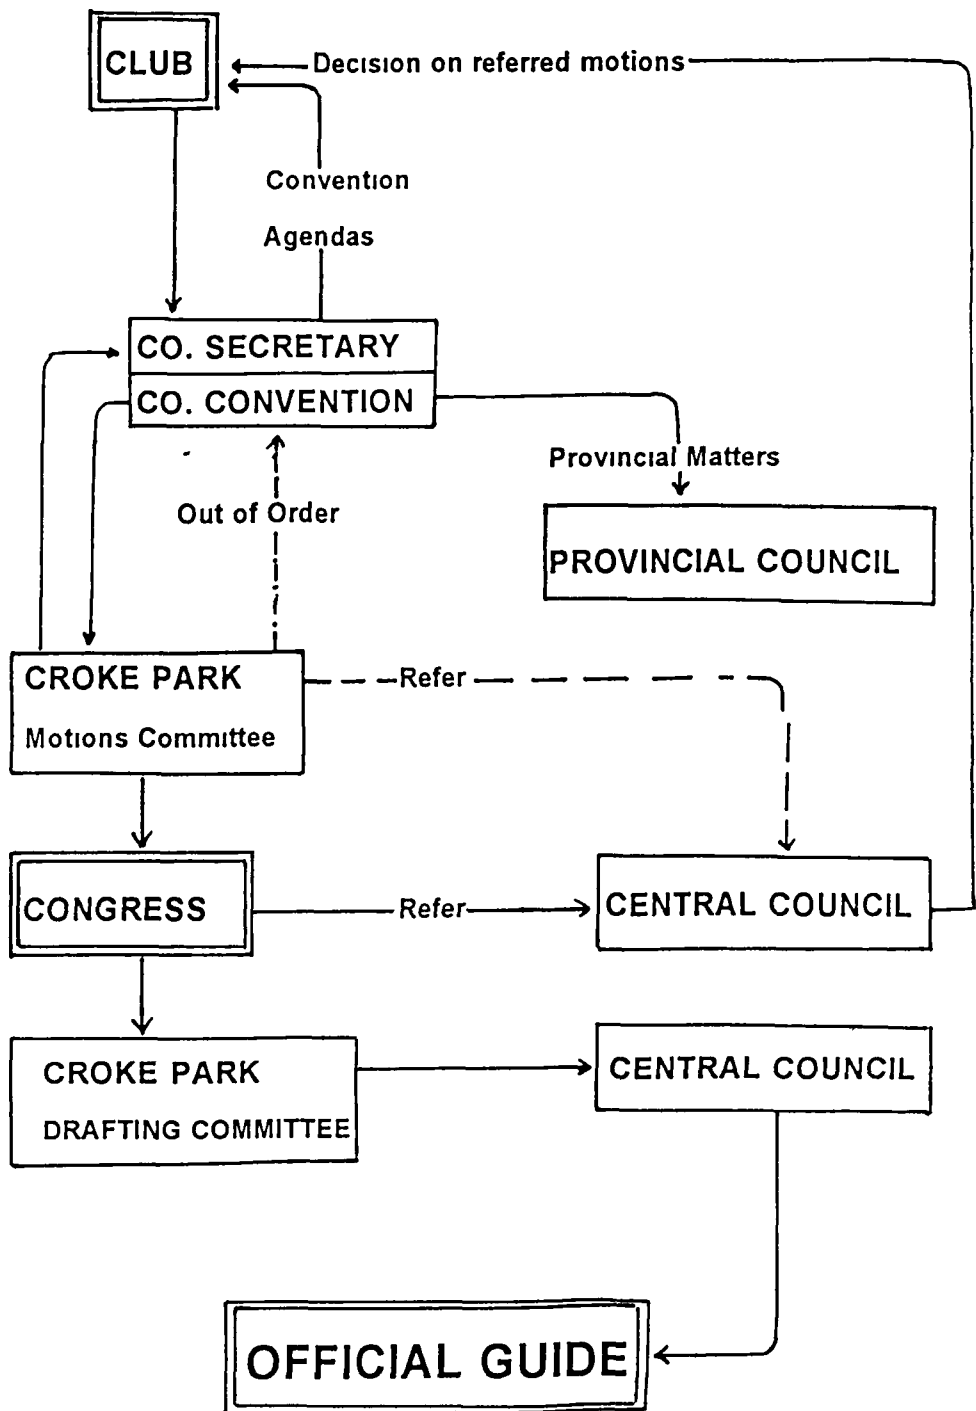 CLUB
Decision on referred motions
Convention
Agendas
CO. SECRETARY
CO. CONVENTION
Provincial Matters
Out of Order
PROVINCIAL COUNCIL
CROKE PARK
Motions Committee
Refer
CONGRESS
Refer
CENTRAL COUNCIL
CROKE PARK
DRAFTING COMMITTEE
CENTRAL COUNCIL
OFFICIAL GUIDE